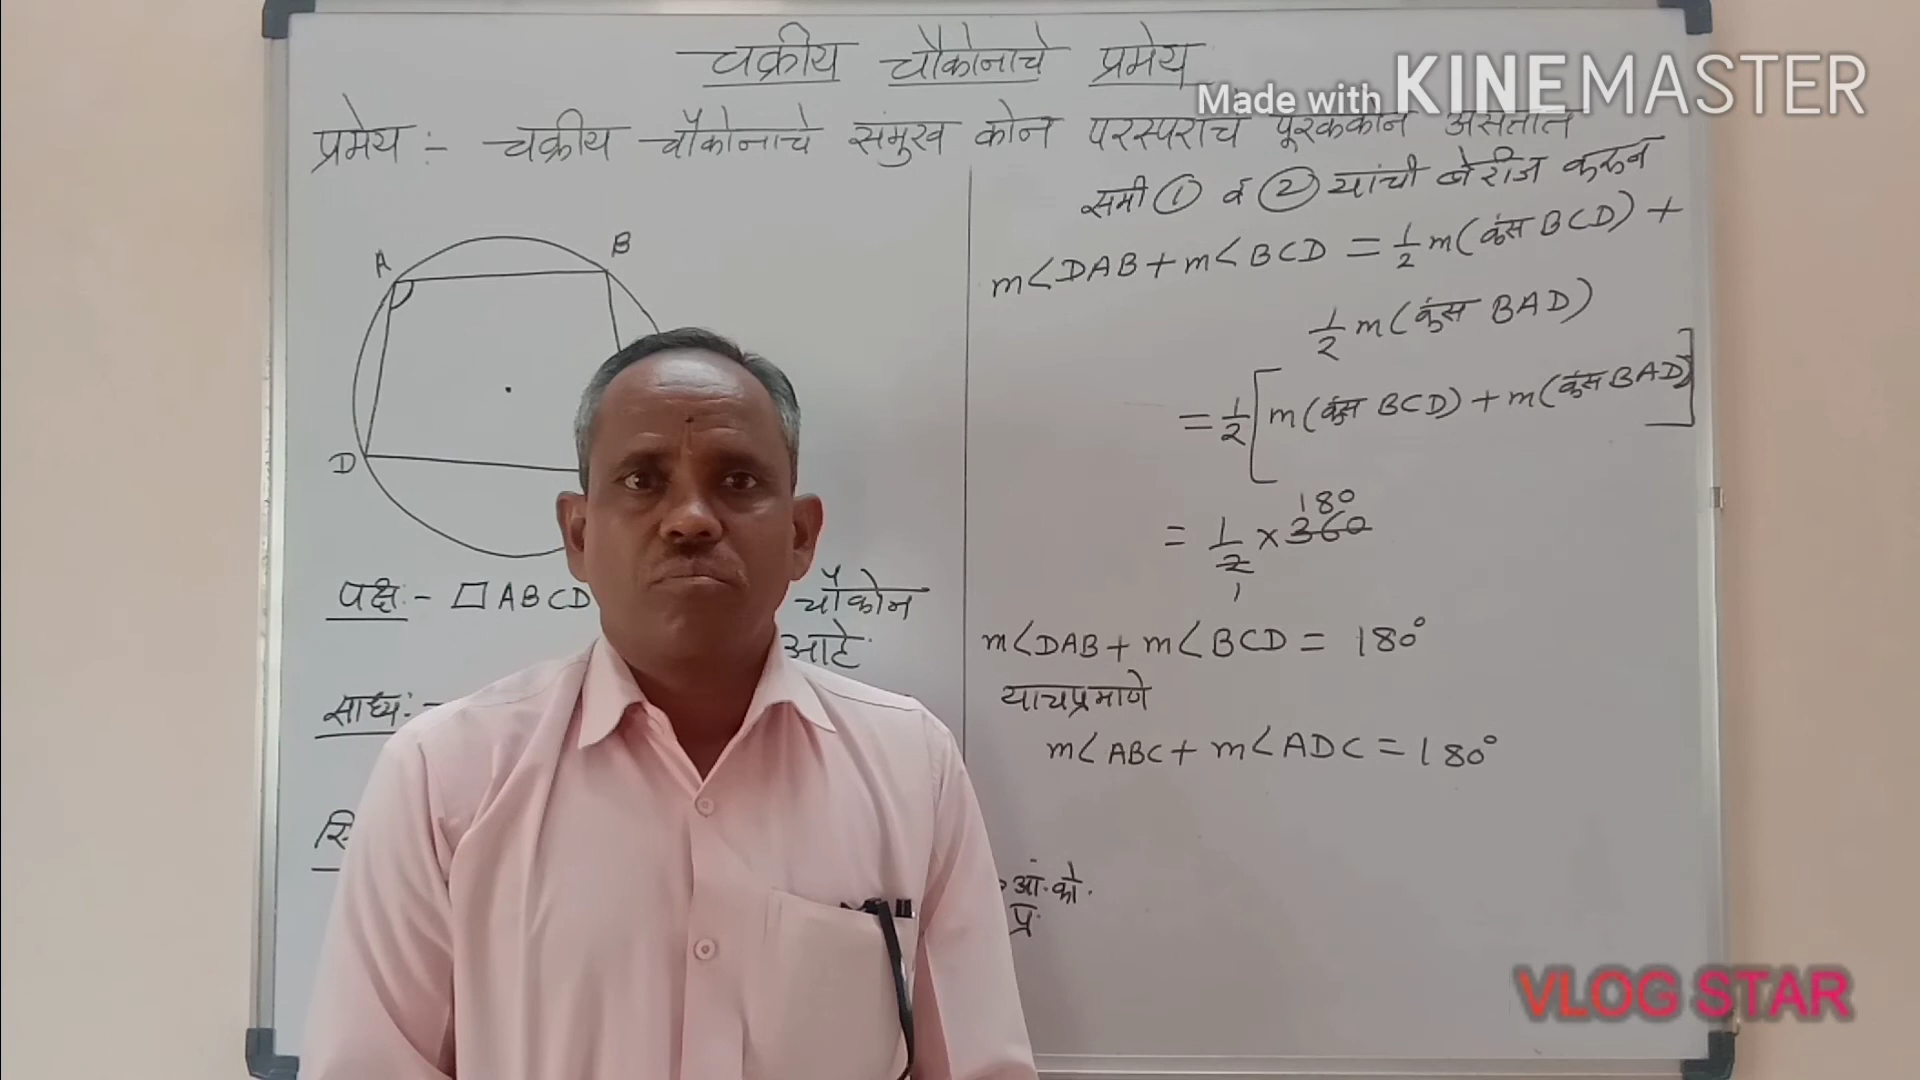 चक्रीय चौकोनाचे प्रमेय
Made with KINEMASTER
प्रमेय :- चक्रीय चौकोनाचे संमुख कोन परस्परांचे पूरककोन असतात
A
B
D
पक्ष :- □ABCD
चौकोन
आहे.
साध्य :-
समी ① व ② यांची बेरीज करून
m∠DAB + m∠BCD = 1/2 m(कंस BCD) +
1/2 m(कंस BAD)
= 1/2 [m(कंस BCD) + m(कंस BAD)]
180
= 1/2 × 360
1
m∠DAB + m∠BCD = 180°
याचप्रमाणे
m∠ABC + m∠ADC = 180°
आं. को.
प्र.
VLOG STAR